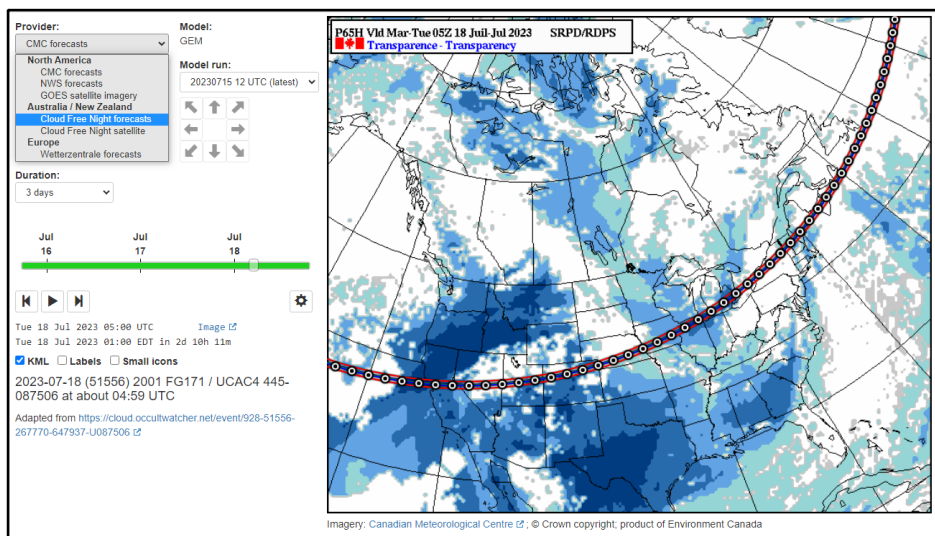 Provider:
CMC forecasts
North America
CMC forecasts
NWS forecasts
GOES satellite imagery
Australia / New Zealand
Cloud Free Night forecasts
Cloud Free Night satellite
Europe
Wetterzentrale forecasts
Model:
GEM
Model run:
20230715 12 UTC (latest)
Duration:
3 days
Jul
16
Jul
17
Jul
18
Tue 18 Jul 2023 05:00 UTC
Image
Tue 18 Jul 2023 01:00 EDT in 2d 10h 11m
KML
Labels
Small icons
2023-07-18 (51556) 2001 FG171 / UCAC4 445-
087506 at about 04:59 UTC
Adapted from https://cloud.occultwatcher.net/event/928-51556-
267770-647937-U087506
P65H Vld Mar-Tue 05Z 18 Juil-Jul 2023 SRPD/RDPS
Transparence - Transparency
Imagery: Canadian Meteorological Centre ; © Crown copyright; product of Environment Canada